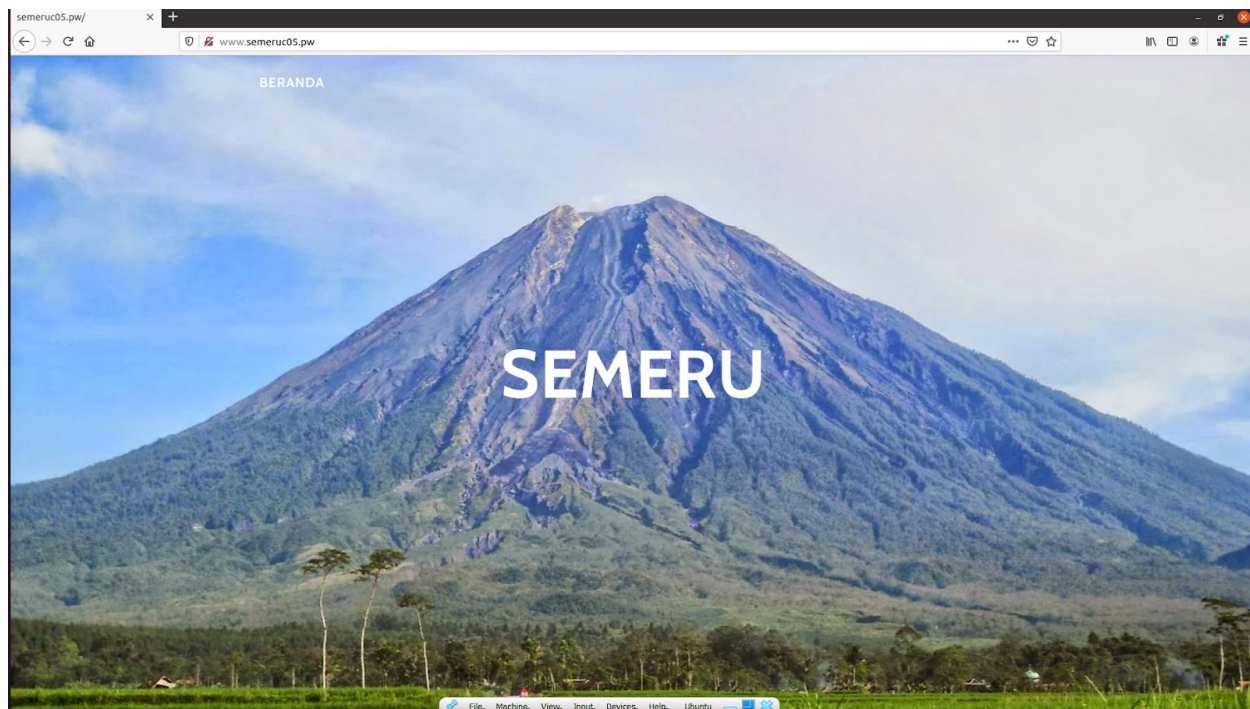 semeruc05.pw/
www.semeruc05.pw
BERANDA
SEMERU
File Machine View Input Devices Help Ubuntu